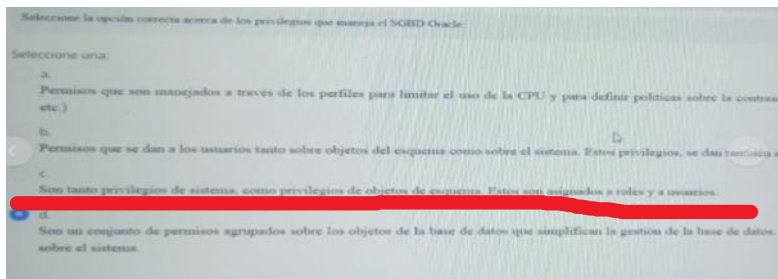 Seleccione la opción correcta acerca de los privilegios que maneja el SGBD Oracle:
Seleccione una:
a.
Permisos que son manejados a través de los perfiles para limitar el uso de la CPU y para definir políticas sobre la
etc.)
b.
Permisos que se dan a los usuarios tanto sobre objetos del esquema como sobre el sistema. Estos privilegios, se dan
c.
Son tanto privilegios de sistema, como privilegios de objetos de esquema. Estos son asignados a roles y a usuarios.
d.
Son un conjunto de permisos agrupados sobre los objetos de la base de datos que simplifican la gestión de la base de datos.
sobre el sistema.